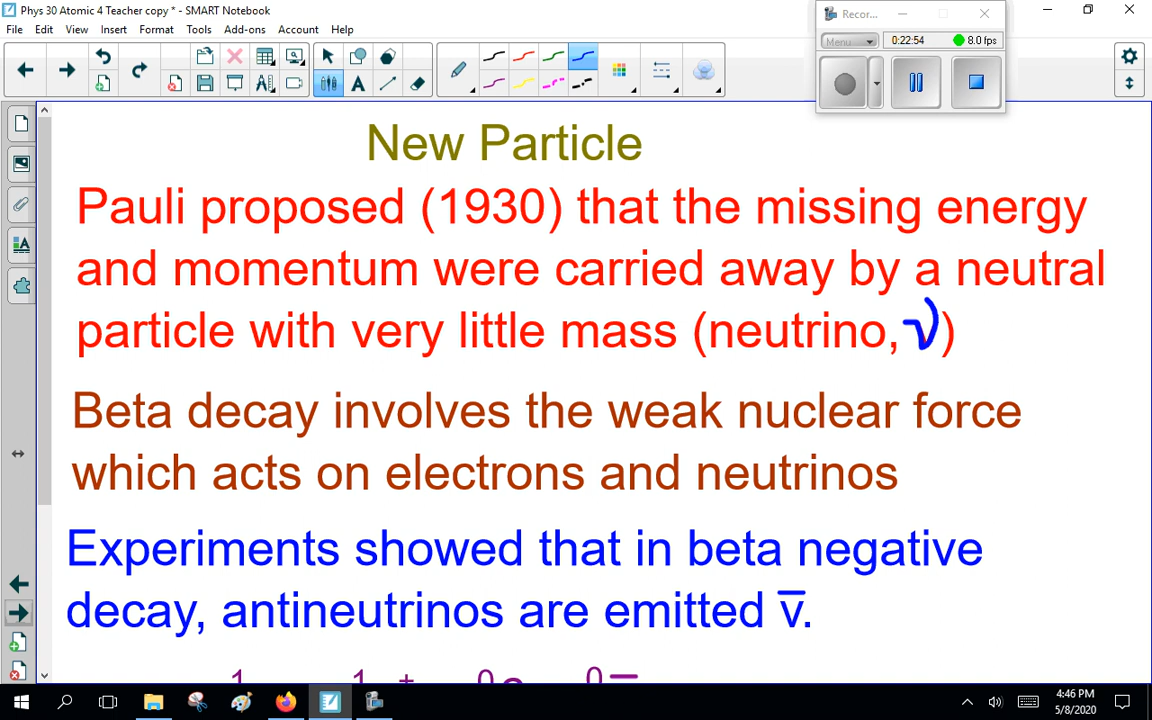 Phys 30 Atomic 4 Teacher copy * - SMART Notebook
File Edit View Insert Format Tools Add-ons Account Help
Recor...
Menu
0:22:54 8.0 fps
New Particle
Pauli proposed (1930) that the missing energy
and momentum were carried away by a neutral
particle with very little mass (neutrino, ν)
Beta decay involves the weak nuclear force
which acts on electrons and neutrinos
Experiments showed that in beta negative
decay, antineutrinos are emitted v̅.
4:46 PM
5/8/2020